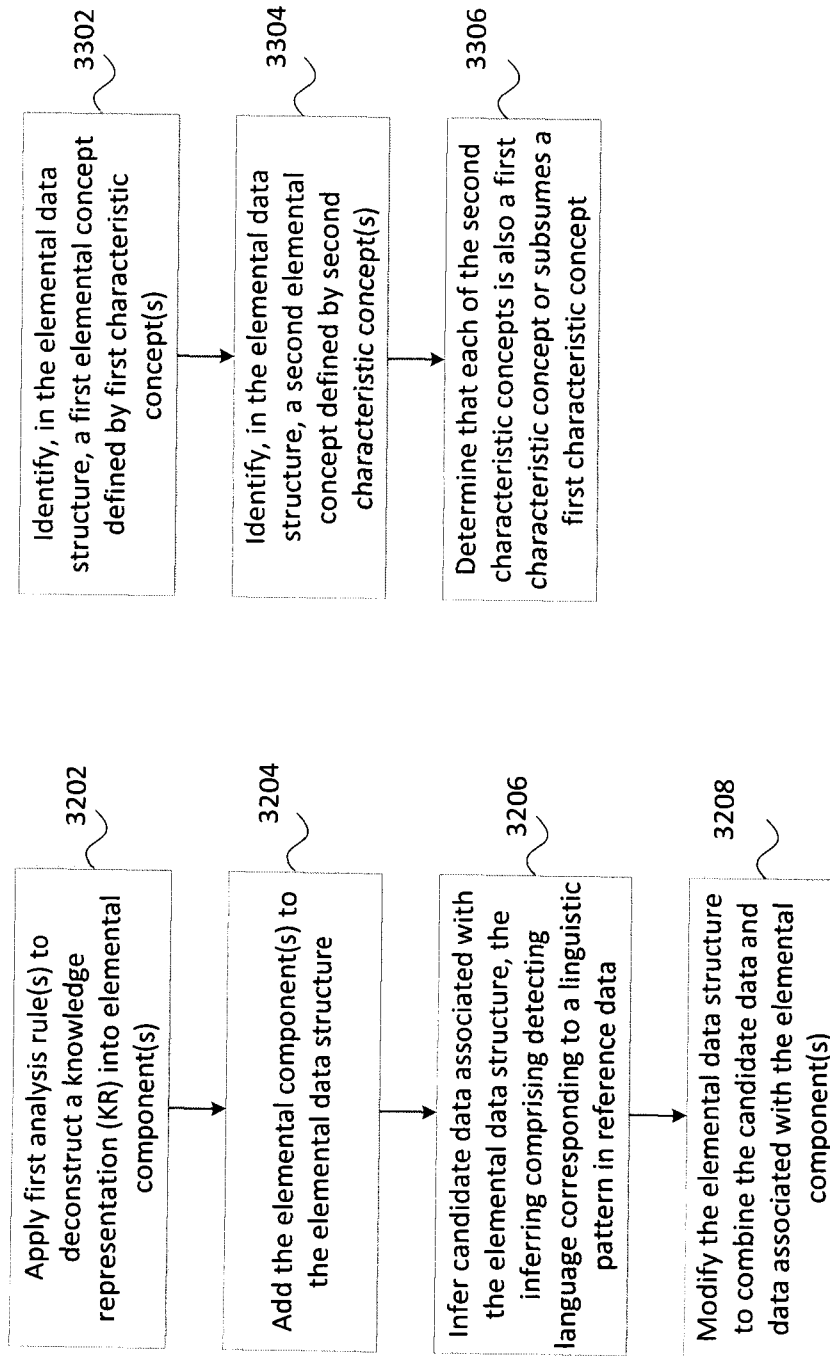 Apply first analysis rule(s) to
deconstruct a knowledge
representation (KR) into elemental
component(s)
3202
Add the elemental component(s) to
the elemental data structure
3204
Infer candidate data associated with
the elemental data structure, the
inferring comprising detecting
language corresponding to a linguistic
pattern in reference data
3206
Modify the elemental data structure
to combine the candidate data and
data associated with the elemental
component(s)
3208
Identify, in the elemental data
structure, a first elemental concept
defined by first characteristic
concept(s)
3302
Identify, in the elemental data
structure, a second elemental
concept defined by second
characteristic concept(s)
3304
Determine that each of the second
characteristic concepts is also a first
characteristic concept or subsumes a
first characteristic concept
3306